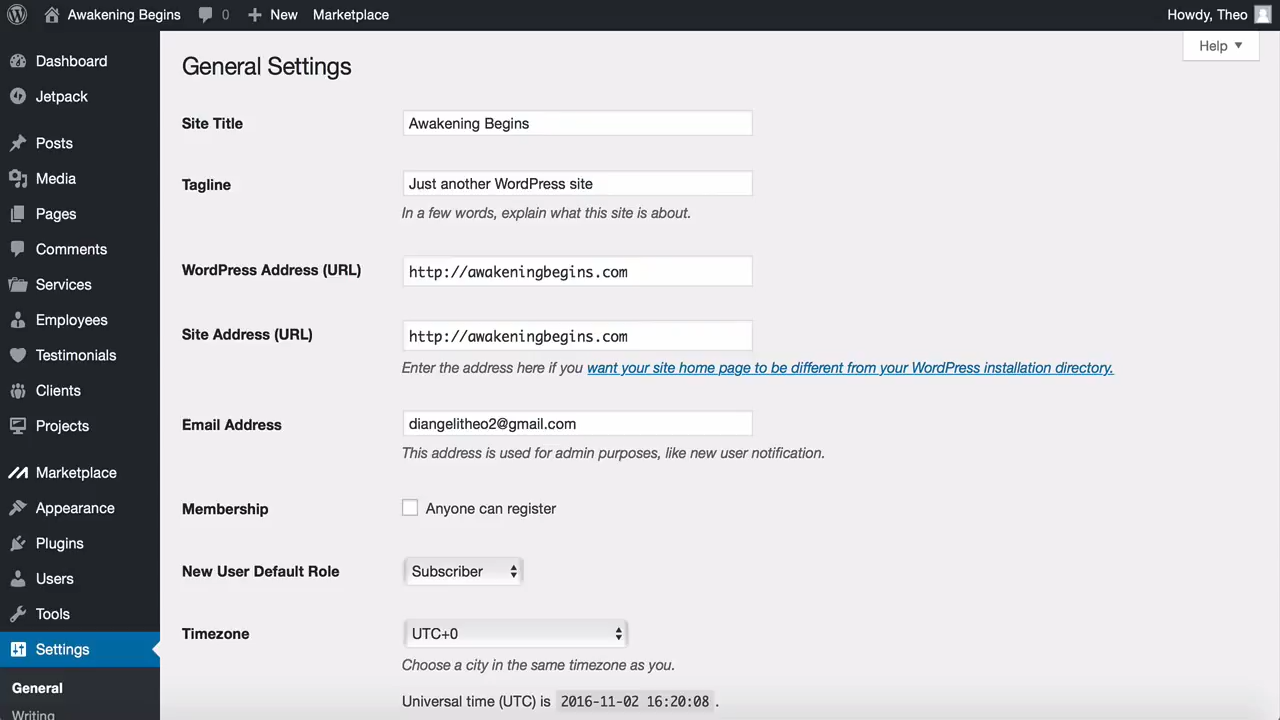 Awakening Begins 0 New Marketplace Howdy, Theo
Help
Dashboard
Jetpack
Posts
Media
Pages
Comments
Services
Employees
Testimonials
Clients
Projects
Marketplace
Appearance
Plugins
Users
Tools
Settings
General
Writing
General Settings
Site Title Awakening Begins
Tagline Just another WordPress site
In a few words, explain what this site is about.
WordPress Address (URL) http://awakeningbegins.com
Site Address (URL) http://awakeningbegins.com
Enter the address here if you want your site home page to be different from your WordPress installation directory.
Email Address diangelitheo2@gmail.com
This address is used for admin purposes, like new user notification.
Membership Anyone can register
New User Default Role Subscriber
Timezone UTC+0
Choose a city in the same timezone as you.
Universal time (UTC) is 2016-11-02 16:20:08 .